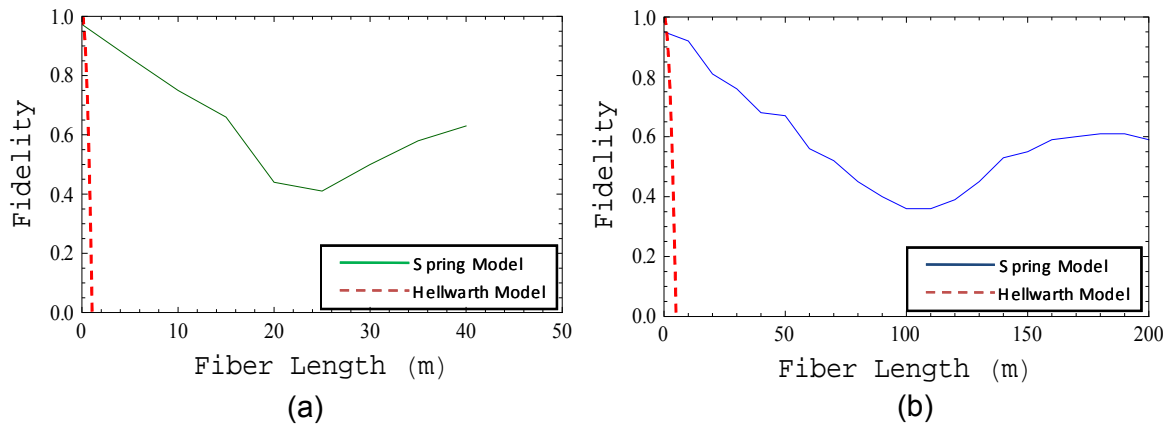 1.0
0.8
0.6
0.4
0.2
0.0
Fidelity
0 10 20 30 40 50
Fiber Length (m)
Spring Model
Hellwarth Model
(a)
1.0
0.8
0.6
0.4
0.2
0.0
Fidelity
0 50 100 150 200
Fiber Length (m)
Spring Model
Hellwarth Model
(b)